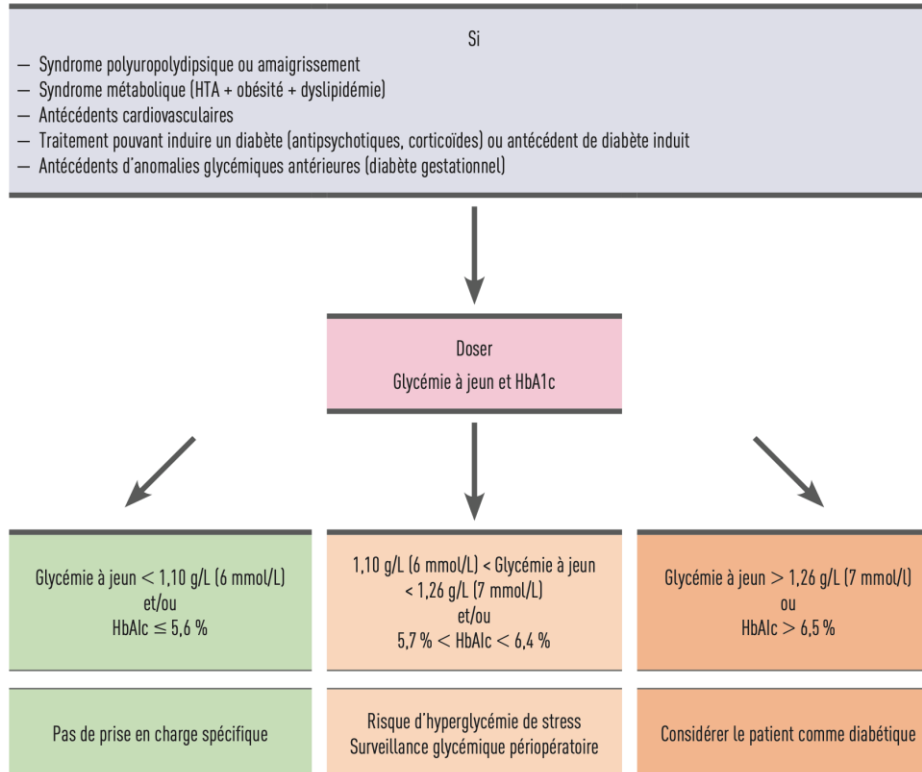 Si
— Syndrome polyuropolydipsique ou amaigrissement
— Syndrome métabolique (HTA + obésité + dyslipidémie)
— Antécédents cardiovasculaires
— Traitement pouvant induire un diabète (antipsychotiques, corticoïdes) ou antécédent de diabète induit
— Antécédents d'anomalies glycémiques antérieures (diabète gestationnel)
Doser
Glycémie à jeun et HbA1c
Glycémie à jeun < 1,10 g/L (6 mmol/L)
et/ou
HbAlc ≤ 5,6 %
Pas de prise en charge spécifique
1,10 g/L (6 mmol/L) < Glycémie à jeun
< 1,26 g/L (7 mmol/L)
et/ou
5,7 % < HbAlc < 6,4 %
Risque d'hyperglycémie de stress
Surveillance glycémique périopératoire
Glycémie à jeun > 1,26 g/L (7 mmol/l)
ou
HbAlc > 6,5 %
Considérer le patient comme diabétique